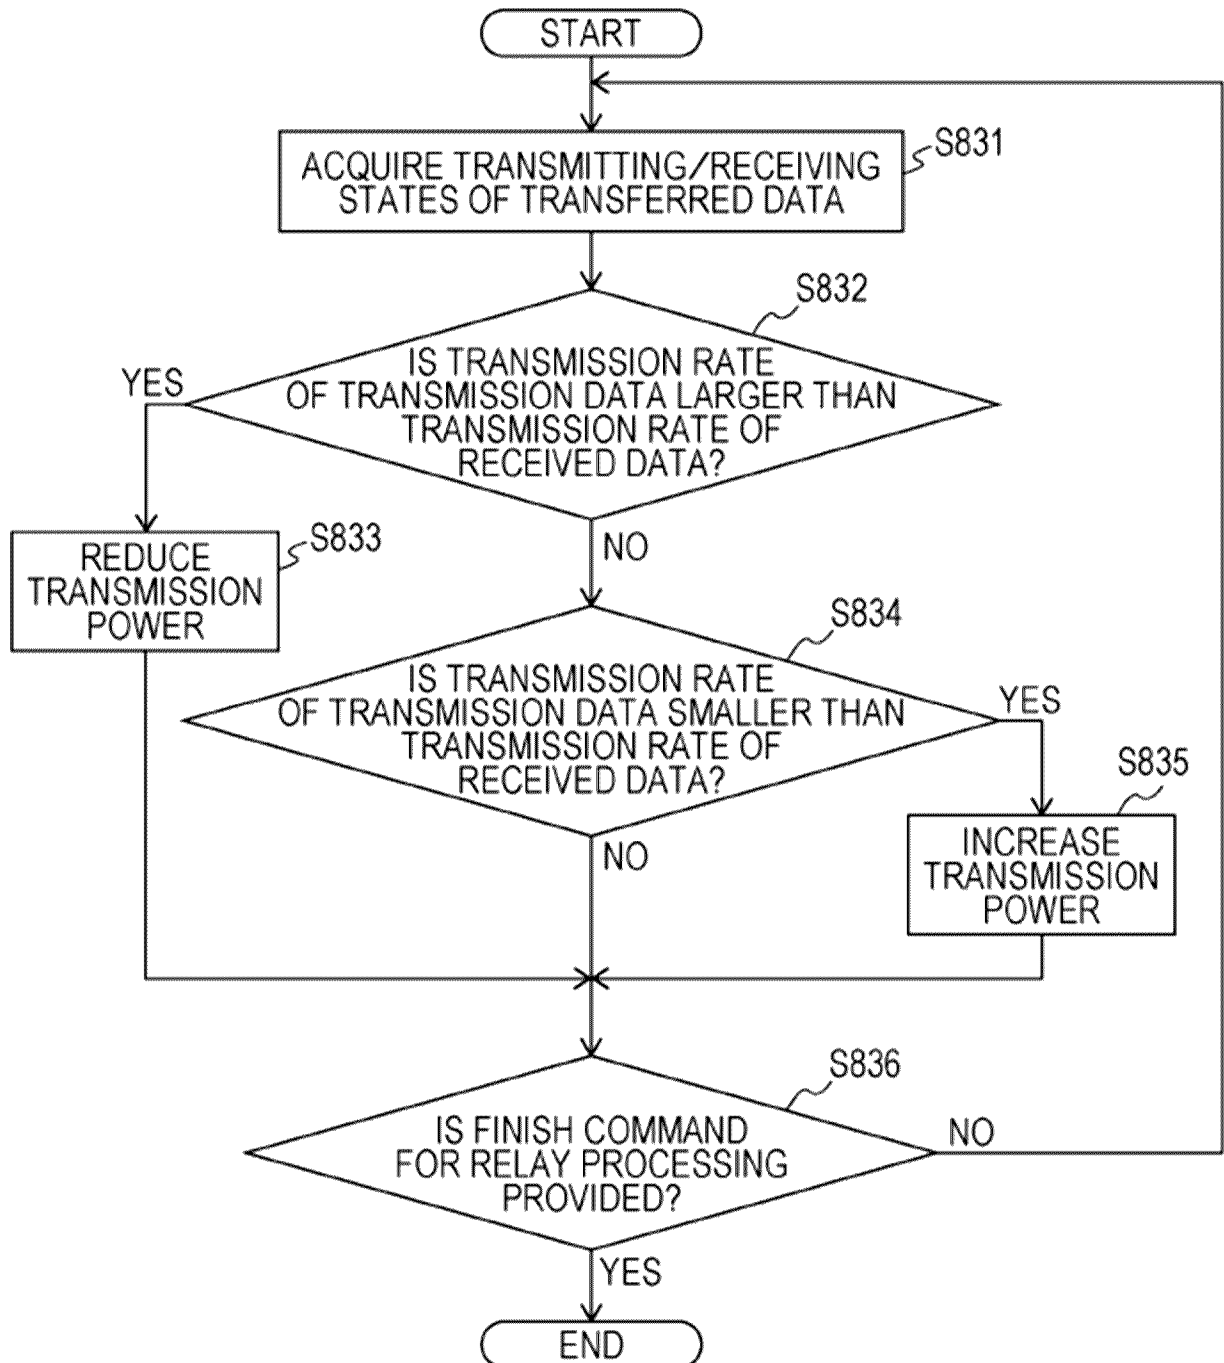 START
S831
ACQUIRE TRANSMITTING/RECEIVING
STATES OF TRANSFERRED DATA
S832
IS TRANSMISSION RATE
OF TRANSMISSION DATA LARGER THAN
TRANSMISSION RATE OF
RECEIVED DATA?
YES
NO
S833
REDUCE
TRANSMISSION
POWER
S834
IS TRANSMISSION RATE
OF TRANSMISSION DATA SMALLER THAN
TRANSMISSION RATE OF
RECEIVED DATA?
YES
NO
S835
INCREASE
TRANSMISSION
POWER
S836
IS FINISH COMMAND
FOR RELAY PROCESSING
PROVIDED?
NO
YES
END